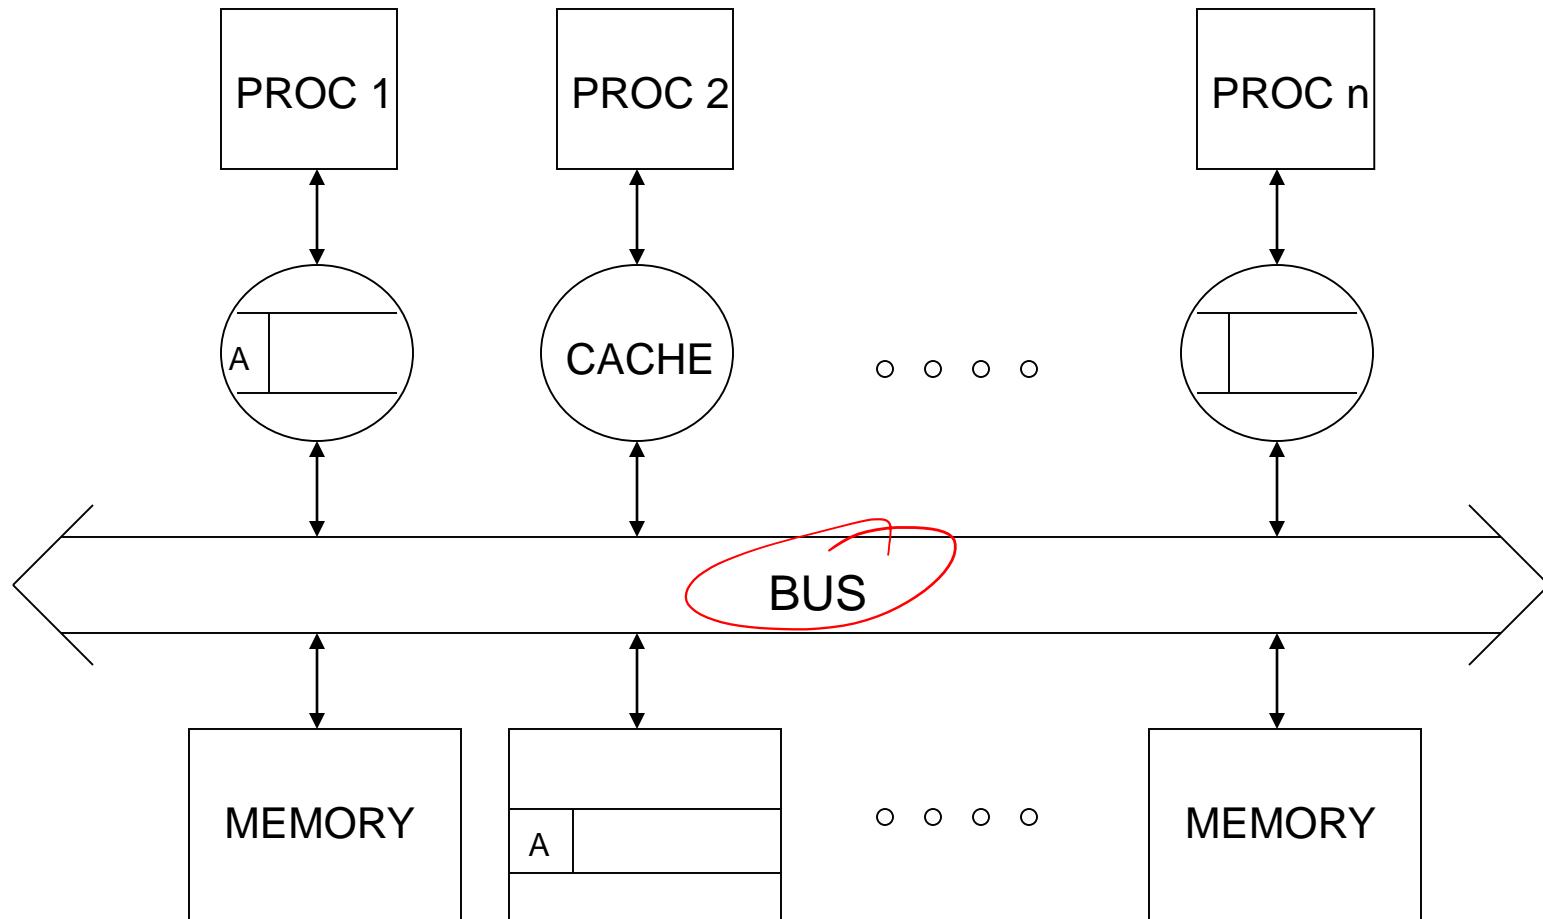 PROC 1
PROC 2
PROC n
A
CACHE
BUS
MEMORY
A
MEMORY